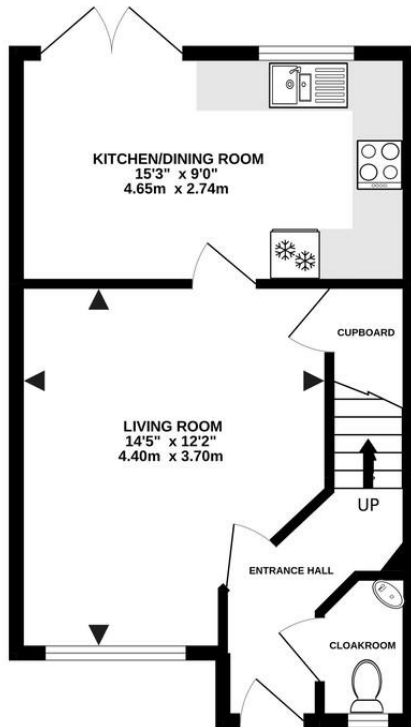 KITCHEN/DINING ROOM
15'3" x 9'0"
4.65m x 2.74m
CUPBOARD
LIVING ROOM
14'5" x 12'2"
4.40m x 3.70m
UP
ENTRANCE HALL
CLOAKROOM